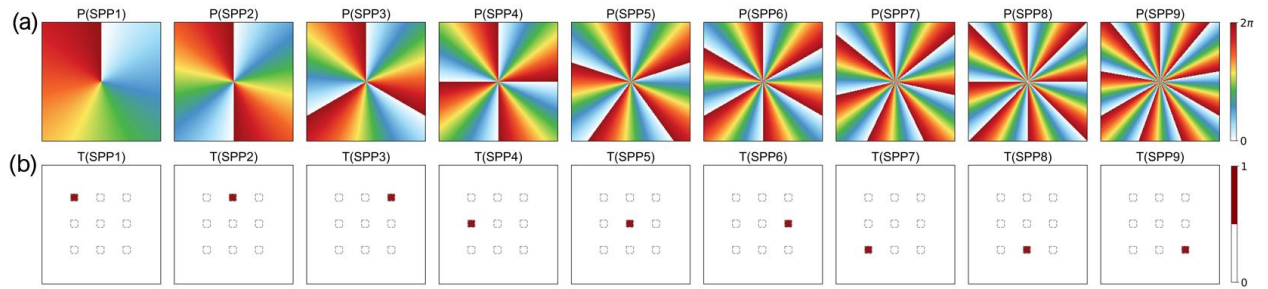 (a)
P(SPP1) P(SPP2) P(SPP3) P(SPP4) P(SPP5) P(SPP6) P(SPP7) P(SPP8) P(SPP9)
2π
0
(b)
T(SPP1) T(SPP2) T(SPP3) T(SPP4) T(SPP5) T(SPP6) T(SPP7) T(SPP8) T(SPP9)
1
0